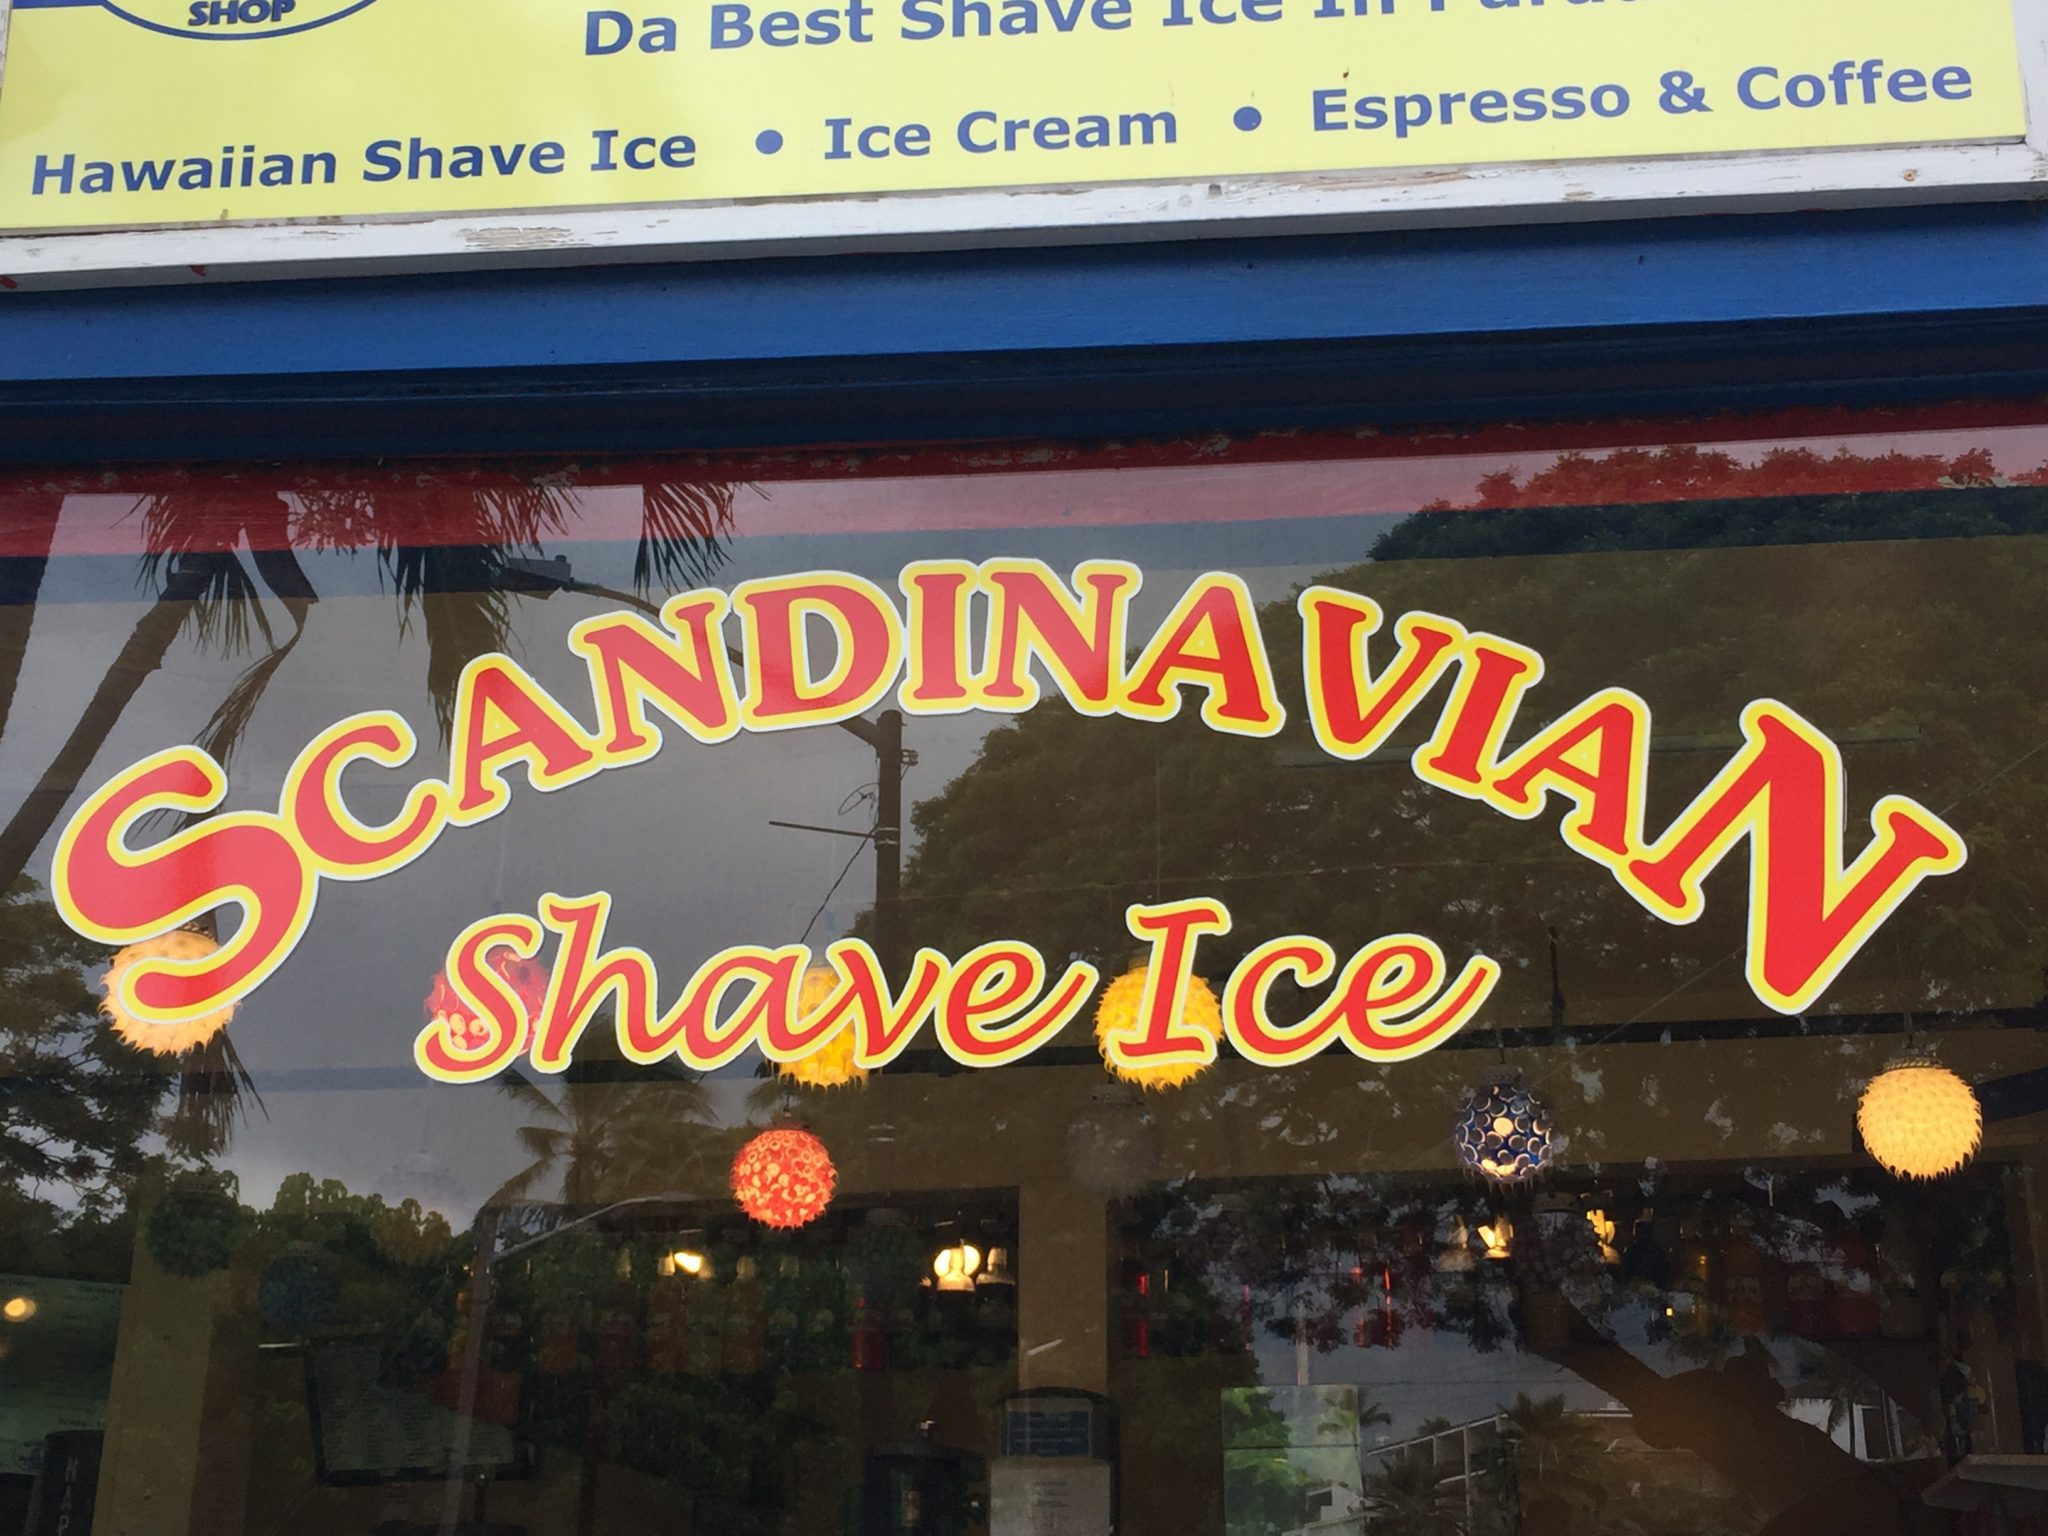 SHOP
Da Best Shave Ice In
Hawaiian Shave Ice • Ice Cream • Espresso & Coffee
SCANDINAVIAN
Shave Ice